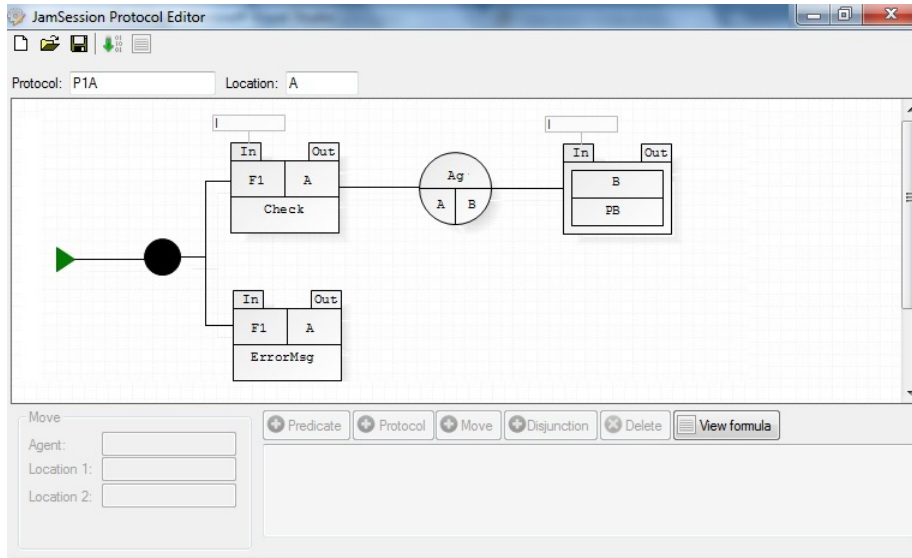 JamSession Protocol Editor
Protocol: P1A Location: A
I I
In Out In Out
F1 A Ag B
Check A B PB
In Out
F1 A
ErrorMsg
Move
Predicate Protocol Move Disjunction Delete View formula
Agent:
Location 1:
Location 2: